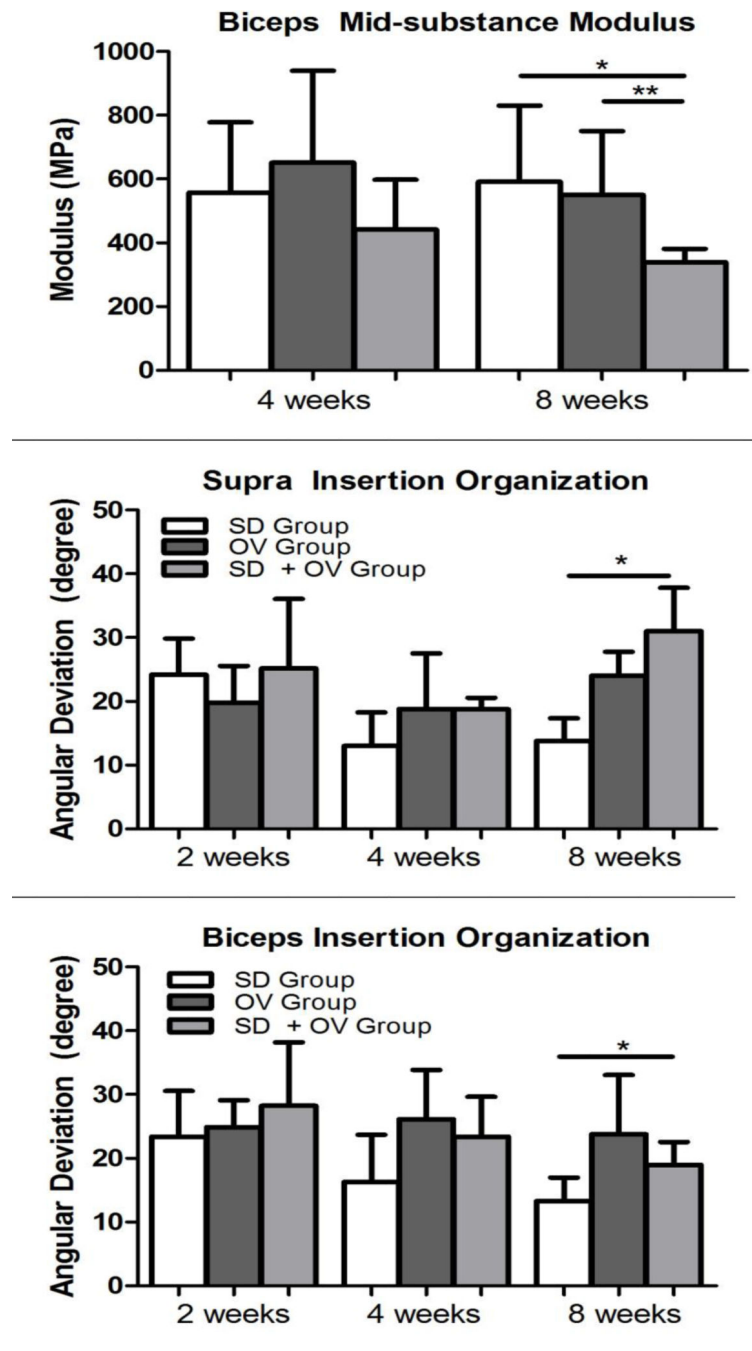 Biceps Mid-substance Modulus
Modulus (MPa)
1000
800
600
400
200
0
*
**
4 weeks 8 weeks
Supra Insertion Organization
Angular Deviation (degree)
50
40
30
20
10
0
SD Group
OV Group
SD + OV Group
*
2 weeks 4 weeks 8 weeks
Biceps Insertion Organization
Angular Deviation (degree)
50
40
30
20
10
0
SD Group
OV Group
SD + OV Group
*
2 weeks 4 weeks 8 weeks